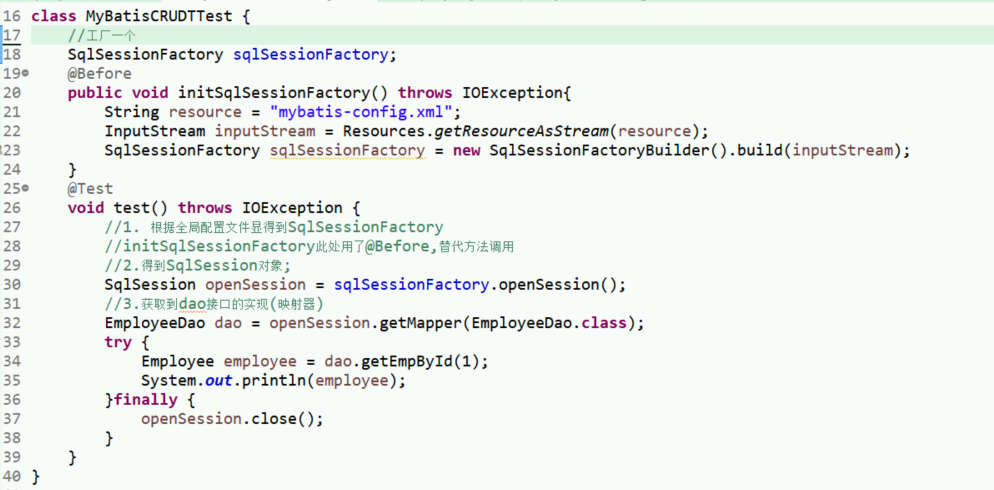 16 class MyBatisCRUDTTest {
17 //工厂一个
18 SqlSessionFactory sqlSessionFactory;
19 @Before
20 public void initSqlSessionFactory() throws IOException{
21 String resource = "mybatis-config.xml";
22 InputStream inputStream = Resources.getResourceAsStream(resource);
23 SqlSessionFactory sqlSessionFactory = new SqlSessionFactoryBuilder().build(inputStream);
24 }
25 @Test
26 void test() throws IOException {
27 //1. 根据全局配置文件显得到SqlSessionFactory
28 //initSqlSessionFactory此处用了@Before,替代方法调用
29 //2.得到SqlSession对象;
30 SqlSession openSession = sqlSessionFactory.openSession();
31 //3.获取到dao接口的实现(映射器)
32 EmployeeDao dao = openSession.getMapper(EmployeeDao.class);
33 try {
34 Employee employee = dao.getEmpById(1);
35 System.out.println(employee);
36 }finally {
37 openSession.close();
38 }
39 }
40 }